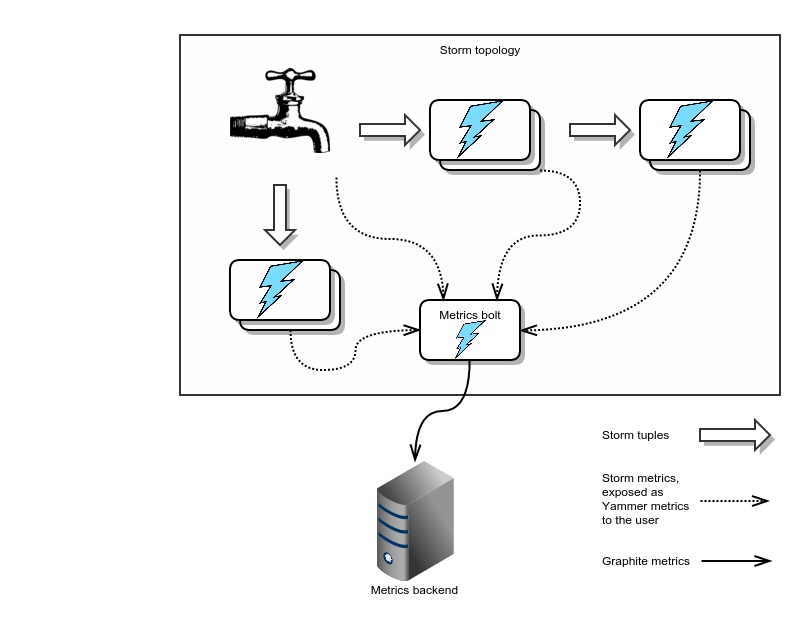 Storm topology
Metrics bolt
Storm tuples
Storm metrics,
exposed as
Yammer metrics
to the user
Graphite metrics
Metrics backend